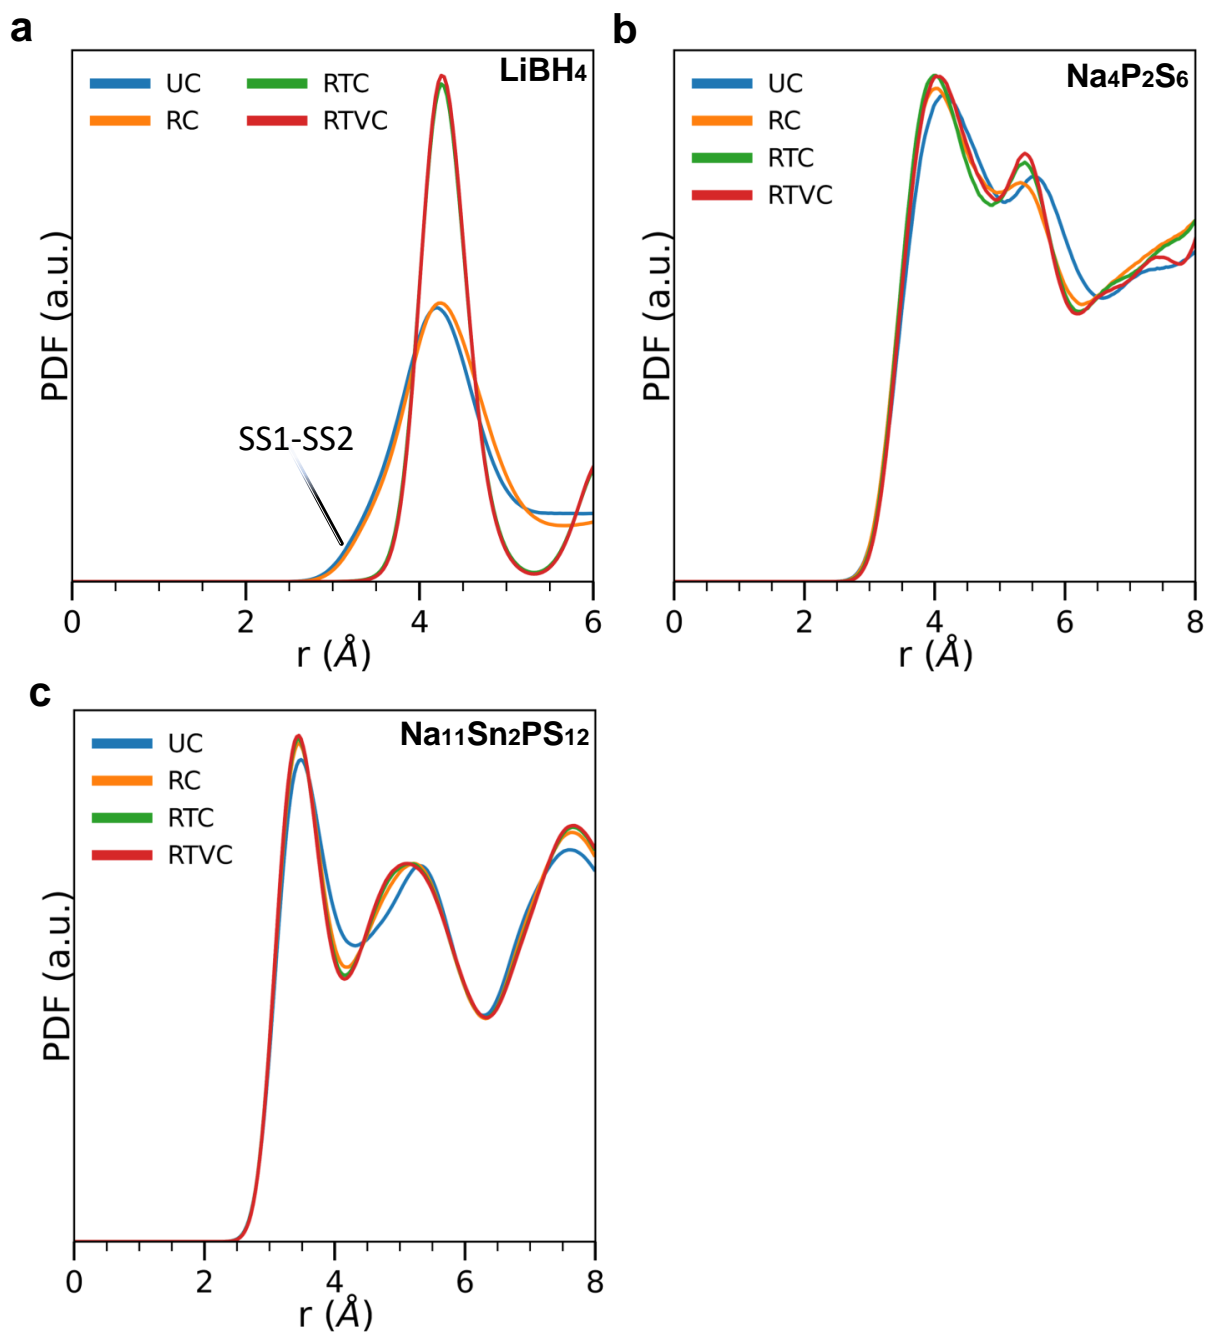 a
LiBH4
UC
RTC
RC
RTVC
SS1-SS2
PDF (a.u.)
0
2
4
6
r (Å)
b
Na4P2S6
UC
RC
RTC
RTVC
PDF (a.u.)
0
2
4
6
8
r (Å)
c
Na11Sn2PS12
UC
RC
RTC
RTVC
PDF (a.u.)
0
2
4
6
8
r (Å)